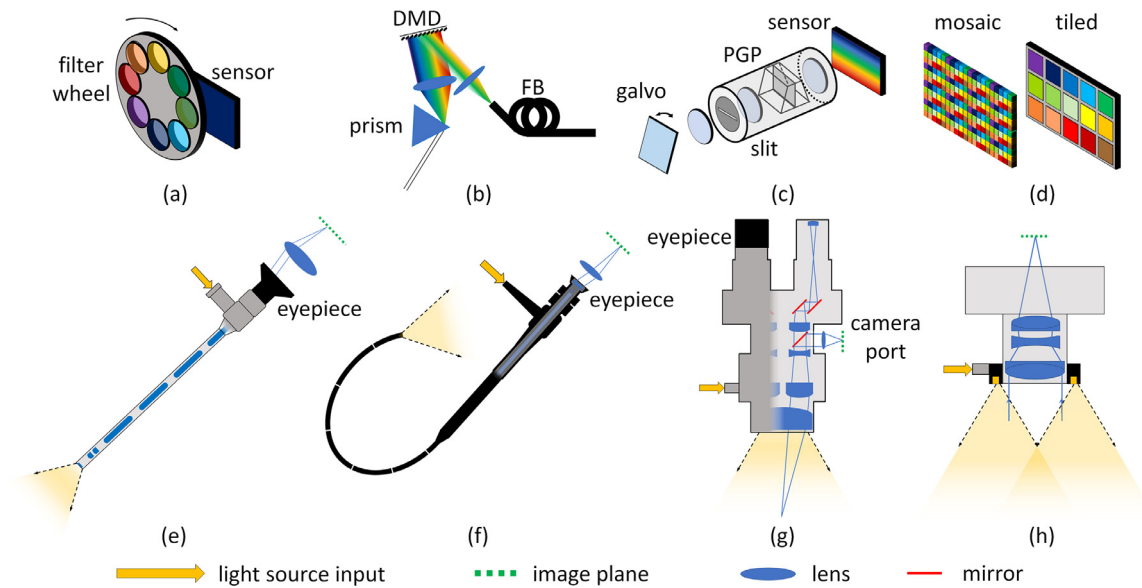 DMD
sensor
mosaic
tiled
filter
wheel
sensor
PGP
galvo
FB
prism
slit
(a)
(b)
(c)
(d)
eyepiece
eyepiece
eyepiece
camera
port
(e)
(f)
(g)
(h)
light source input
image plane
lens
mirror